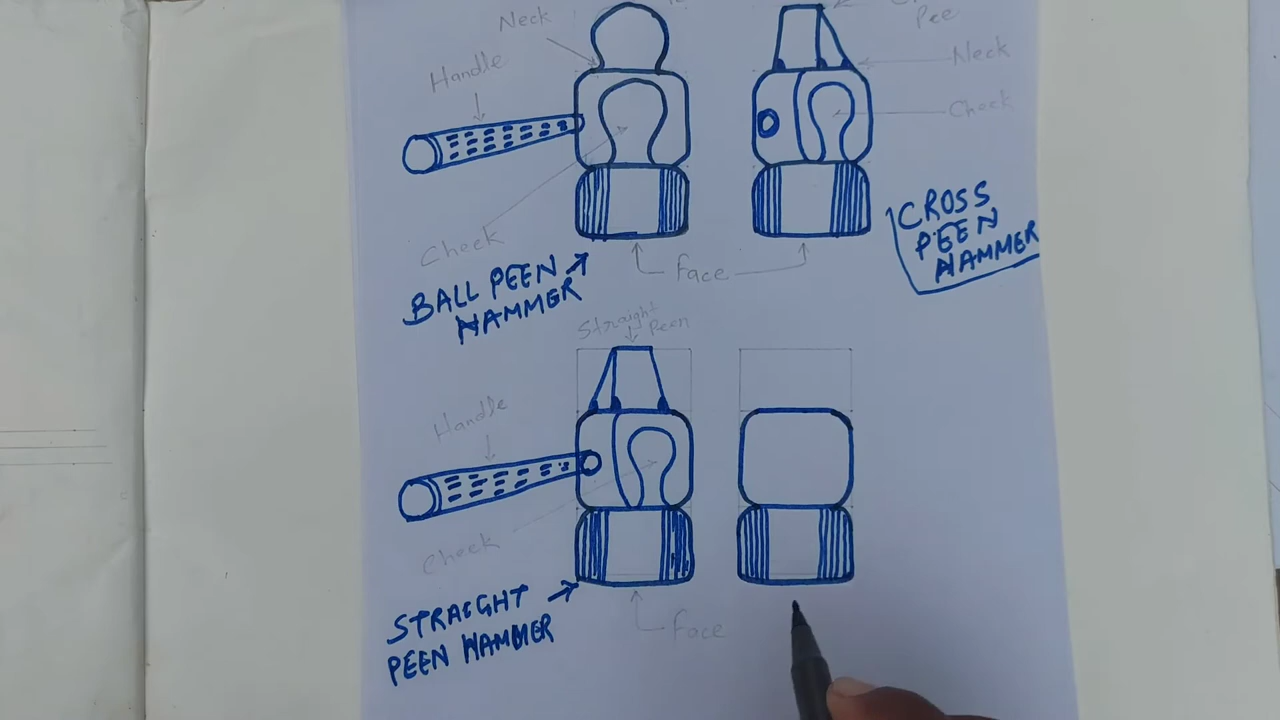 Neck
Pee
Handle
Neck
Check
CROSS
PEEN
HAMMER
Check
Face
BALL PEEN
HAMMER
Straight
Peen
Handle
Check
STRAIGHT
PEEN HAMMER
Face